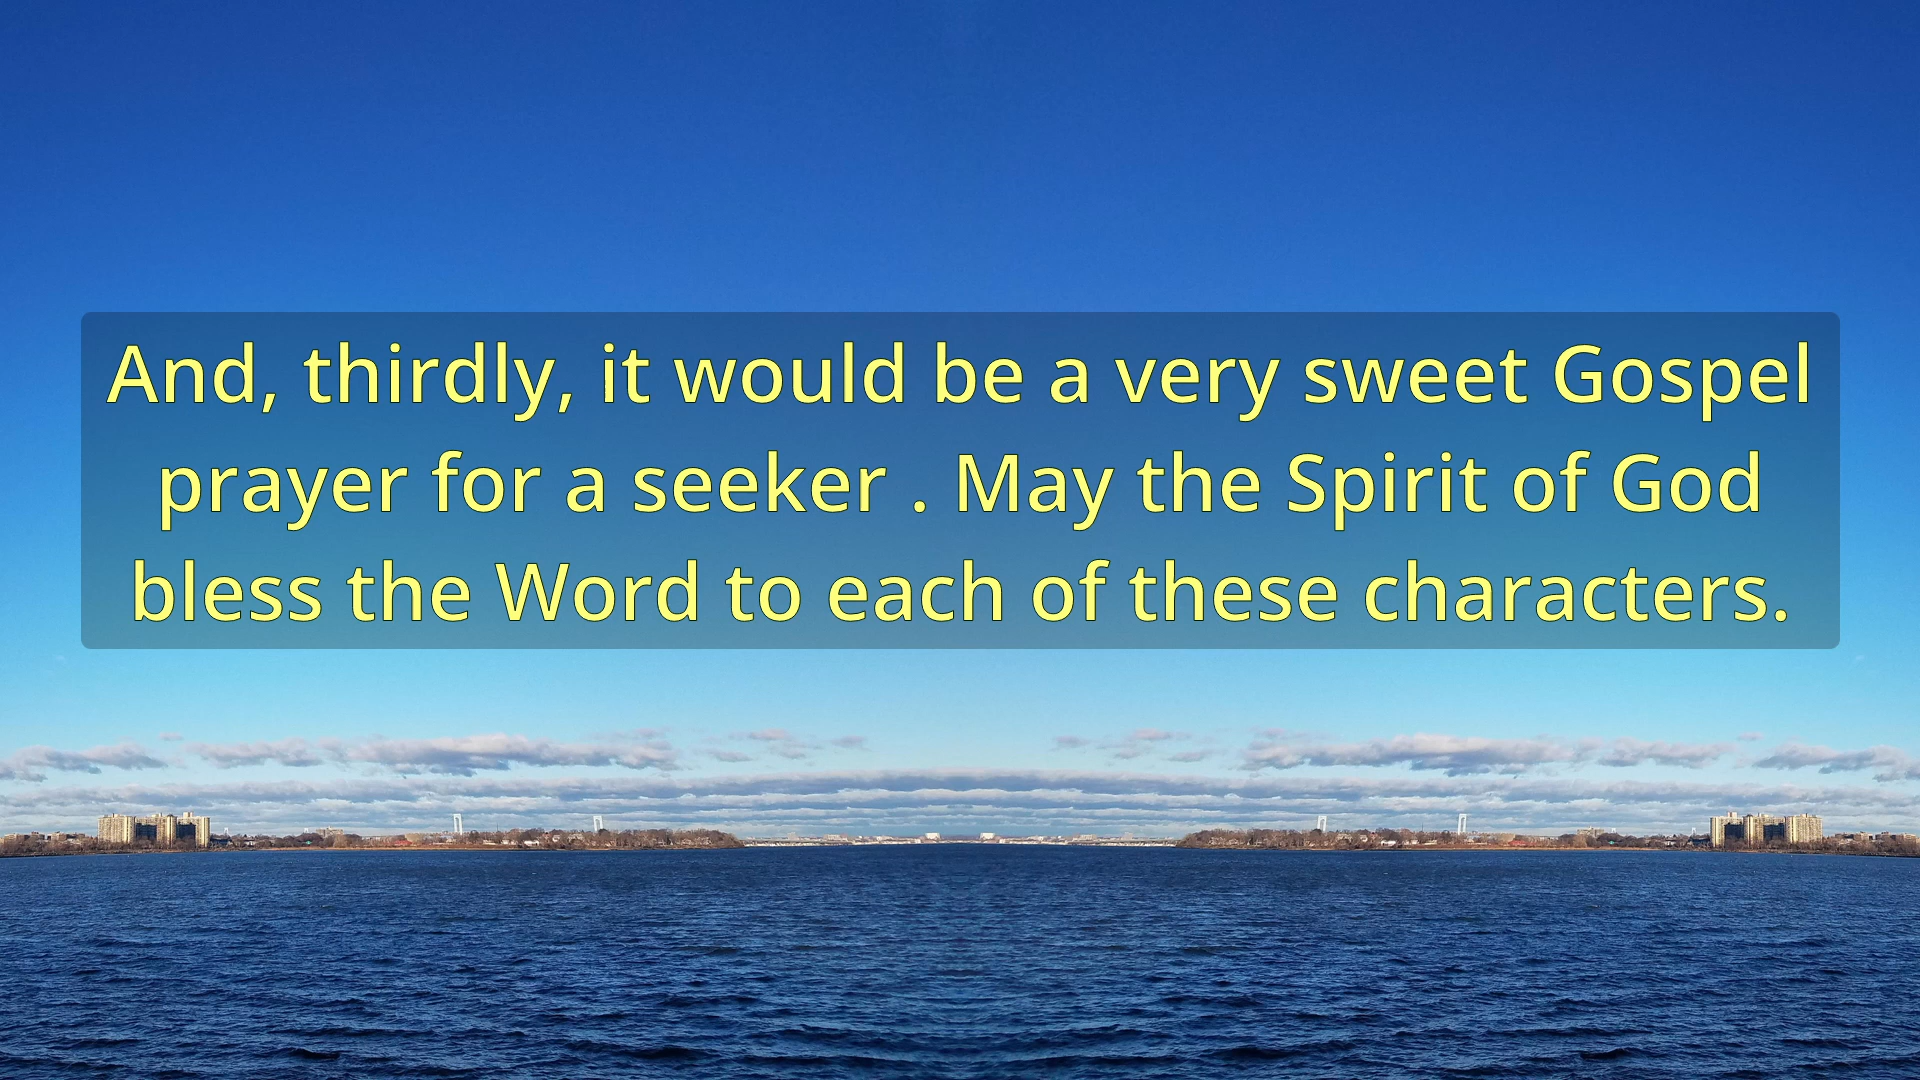 And, thirdly, it would be a very sweet Gospel
prayer for a seeker . May the Spirit of God
bless the Word to each of these characters.